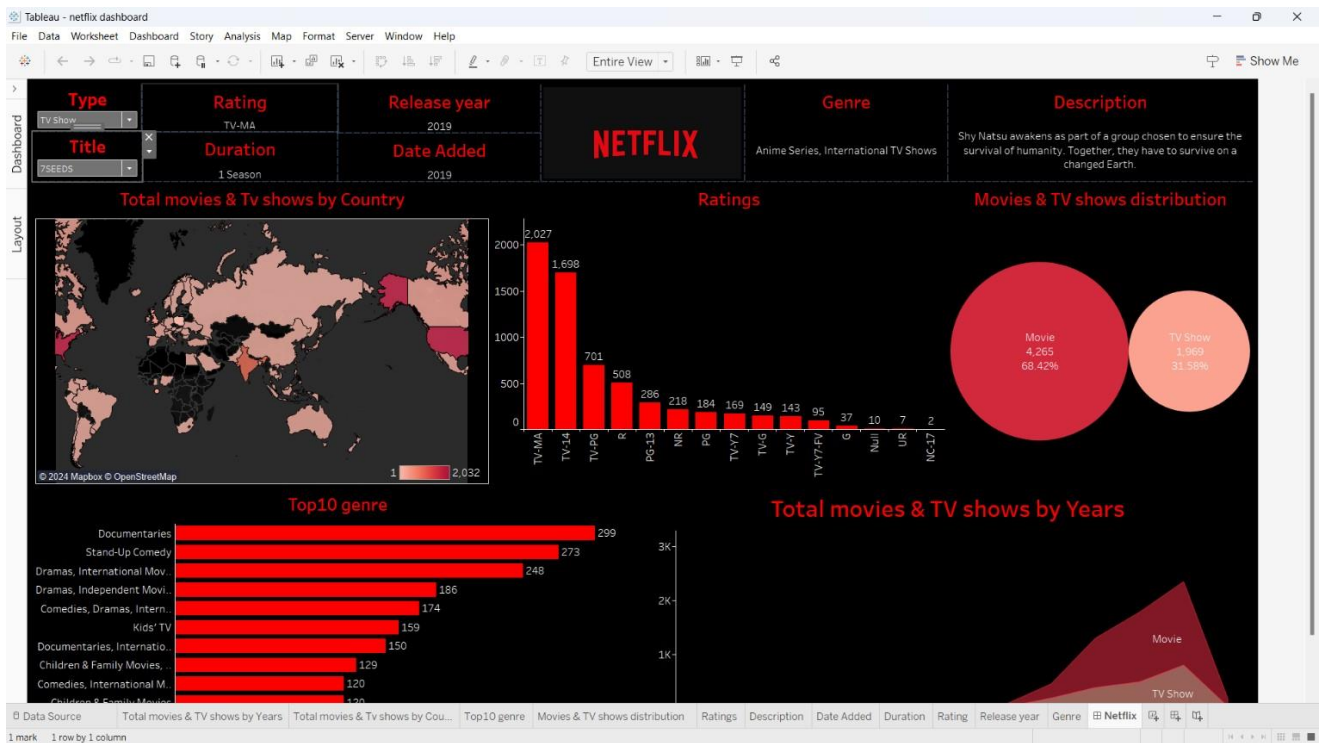 Tableau - netflix dashboard
File Data Worksheet Dashboard Story Analysis Map Format Server Window Help
Entire View
Show Me
Dashboard
Layout
Type
TV Show
Title
7SEEDS
Rating
TV-MA
Duration
1 Season
Release year
2019
Date Added
2019
NETFLIX
Genre
Anime Series, International TV Shows
Description
Shy Natsu awakens as part of a group chosen to ensure the
survival of humanity. Together, they have to survive on a
changed Earth.
Total movies & Tv shows by Country
© 2024 Mapbox © OpenStreetMap
1 2,032
Ratings
2000
1500
1000
500
0
2,027
1,698
701
508
286
218
184
169
149
143
95
37
10
7
2
TV-MA
TV-14
TV-PG
R
PG-13
NR
PG
TV-Y7
TV-G
TV-Y
TV-Y7-FV
G
Null
UR
NC-17
Movies & TV shows distribution
Movie
4,265
68.42%
TV Show
1,969
31.58%
Top10 genre
Documentaries 299
Stand-Up Comedy 273
Dramas, International Mov.. 248
Dramas, Independent Movi.. 186
Comedies, Dramas, Intern.. 174
Kids' TV 159
Documentaries, Internatio.. 150
Children & Family Movies, .. 129
Comedies, International M.. 120
Children & Family Movies 120
Total movies & TV shows by Years
3K
2K
1K
Movie
TV Show
Data Source Total movies & TV shows by Years Total movies & Tv shows by Cou... Top10 genre Movies & TV shows distribution Ratings Description Date Added Duration Rating Release year Genre Netflix
1 mark 1 row by 1 column